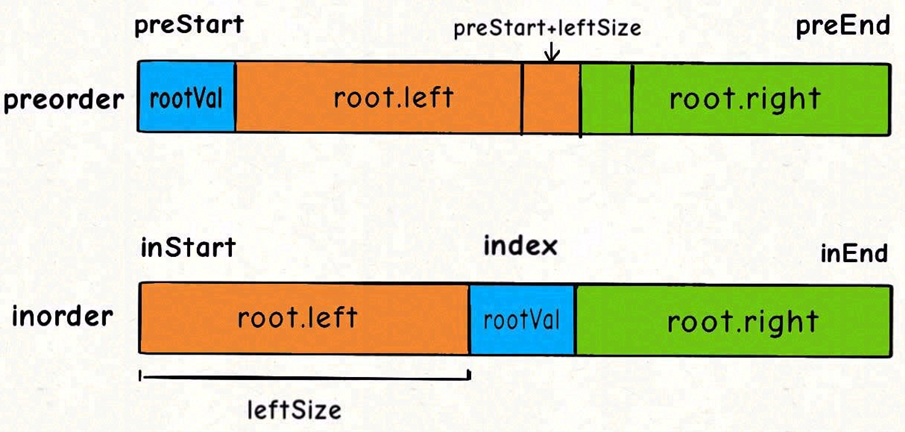 preStart preStart+leftSize preEnd
preorder rootVal root.left root.right
inStart index inEnd
inorder root.left rootVal root.right
leftSize